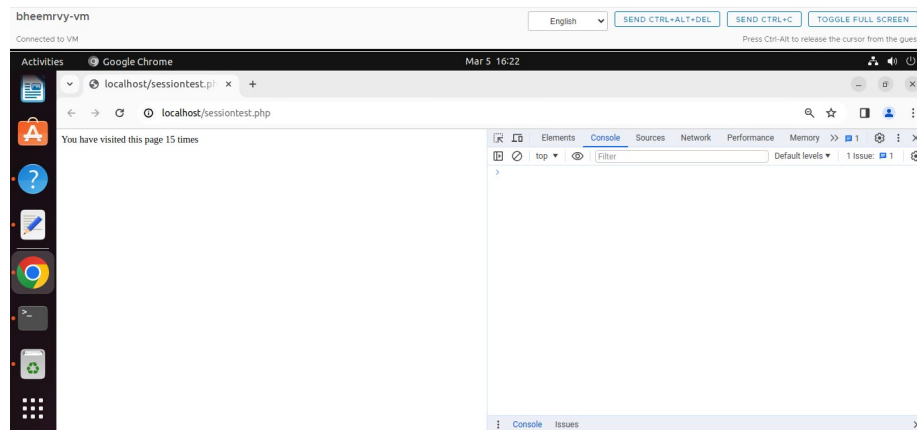 bheemrvy-vm
English
SEND CTRL+ALT+DEL
SEND CTRL+C
TOGGLE FULL SCREEN
Connected to VM
Press Ctrl-Alt to release the cursor from the gues
Activities
Google Chrome
Mar 5 16:22
localhost/sessiontest.ph
localhost/sessiontest.php
You have visited this page 15 times
Elements Console Sources Network Performance Memory 1
top Filter Default levels 1 Issue: 1
Console Issues